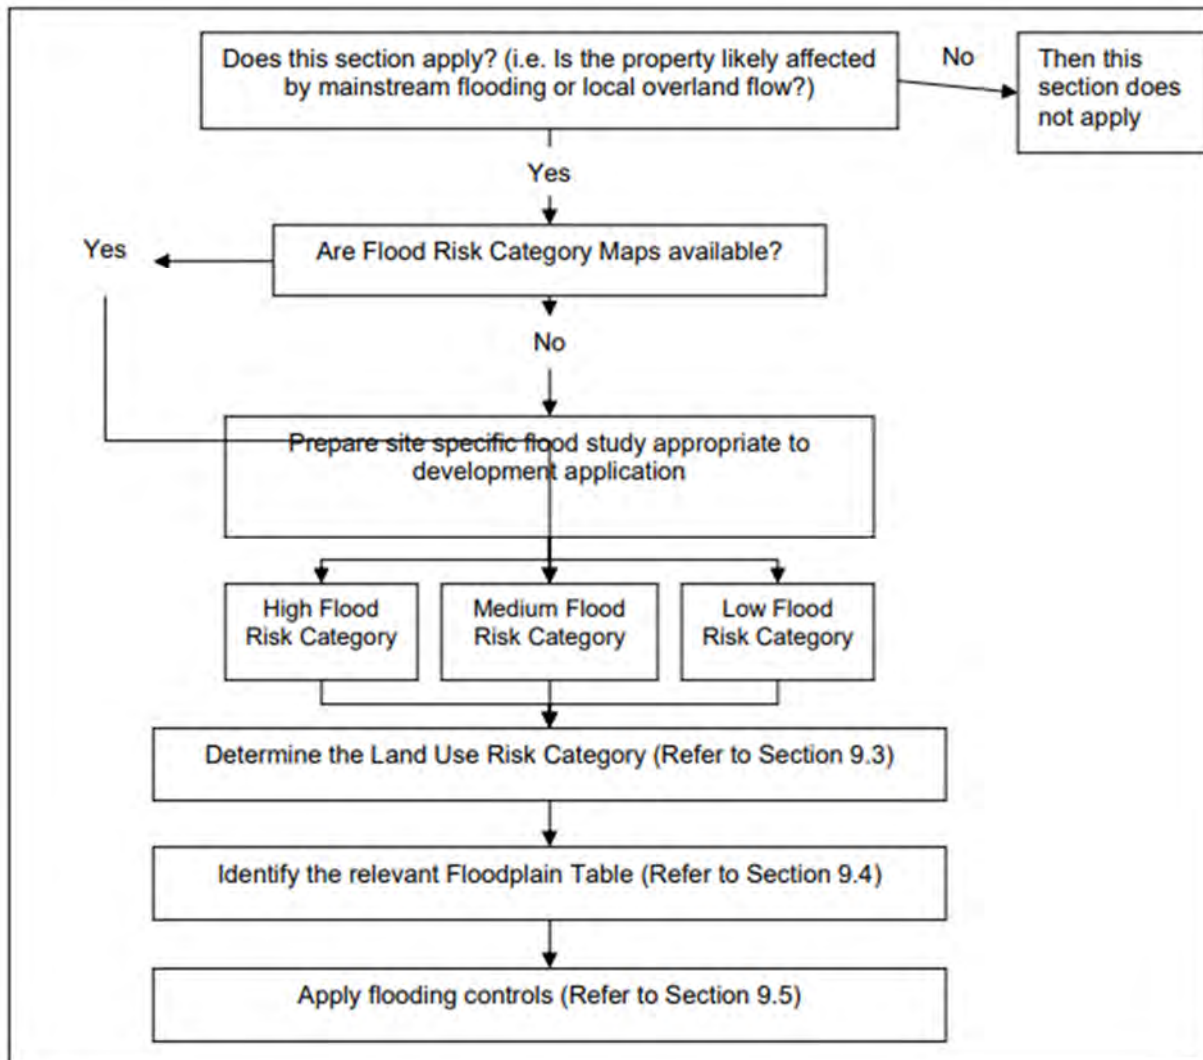 Does this section apply? (i.e. Is the property likely affected
by mainstream flooding or local overland flow?)
No
Then this
section does
not apply
Yes
Are Flood Risk Category Maps available?
Yes
No
Prepare site specific flood study appropriate to
development application
High Flood
Risk Category
Medium Flood
Risk Category
Low Flood
Risk Category
Determine the Land Use Risk Category (Refer to Section 9.3)
Identify the relevant Floodplain Table (Refer to Section 9.4)
Apply flooding controls (Refer to Section 9.5)